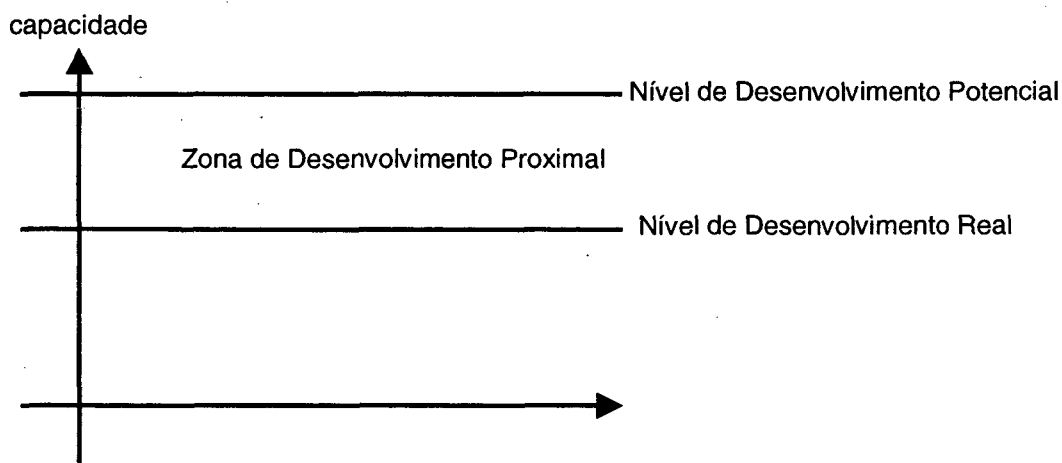 capacidade
Nível de Desenvolvimento Potencial
Zona de Desenvolvimento Proximal
Nível de Desenvolvimento Real